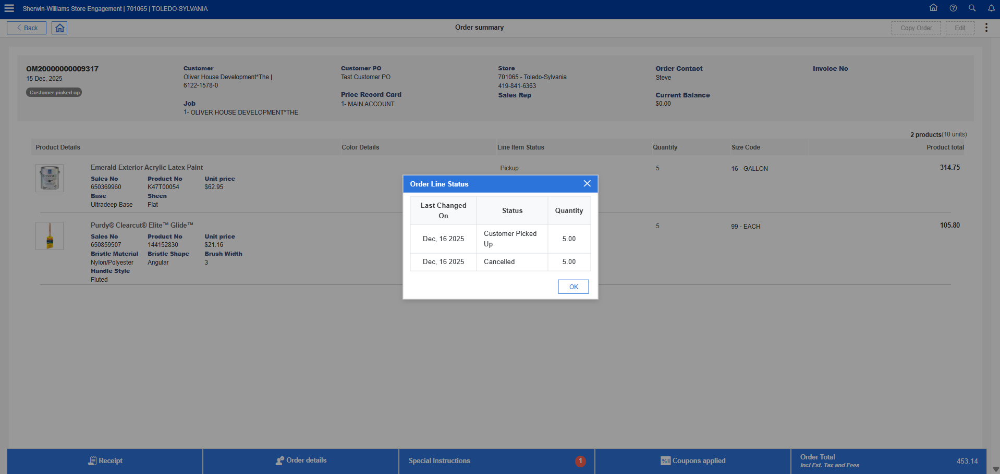 Sherwin-Williams Store Engagement | 701065 | TOLEDO-SYLVANIA
Back
Order summary
Copy Order
Edit
OM20000000009317
15 Dec, 2025
Customer picked up
Customer
Oliver House Development*The |
6122-1578-0
Job
1- OLIVER HOUSE DEVELOPMENT*THE
Customer PO
Test Customer PO
Price Record Card
1- MAIN ACCOUNT
Store
701065 - Toledo-Sylvania
419-841-6363
Sales Rep
Order Contact
Steve
Current Balance
$0.00
Invoice No
2 products(10 units)
Product Details Color Details Line Item Status Quantity Size Code Product total
Emerald Exterior Acrylic Latex Paint
Sales No Product No Unit price
650369960 K47T00054 $62.95
Base Sheen
Ultradeep Base Flat
Pickup
5
16 - GALLON
314.75
Purdy® Clearcut® Elite™ Glide™
Sales No Product No Unit price
650859507 144152830 $21.16
Bristle Material Bristle Shape Brush Width
Nylon/Polyester Angular 3
Handle Style
Fluted
5
99 - EACH
105.80
Order Line Status
Last Changed
On
Status
Quantity
Dec, 16 2025
Customer Picked
Up
5.00
Dec, 16 2025 Cancelled 5.00
OK
Receipt
Order details
Special Instructions
1
Coupons applied
Order Total
Incl Est. Tax and Fees
453.14